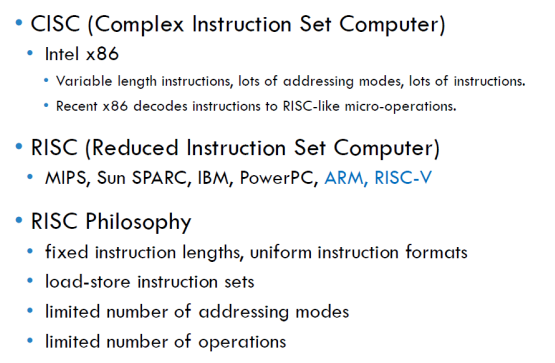 • CISC (Complex Instruction Set Computer)
• Intel x86
• Variable length instructions, lots of addressing modes, lots of instructions.
• Recent x86 decodes instructions to RISC-like micro-operations.
• RISC (Reduced Instruction Set Computer)
• MIPS, Sun SPARC, IBM, PowerPC, ARM, RISC-V
• RISC Philosophy
• fixed instruction lengths, uniform instruction formats
• load-store instruction sets
• limited number of addressing modes
• limited number of operations